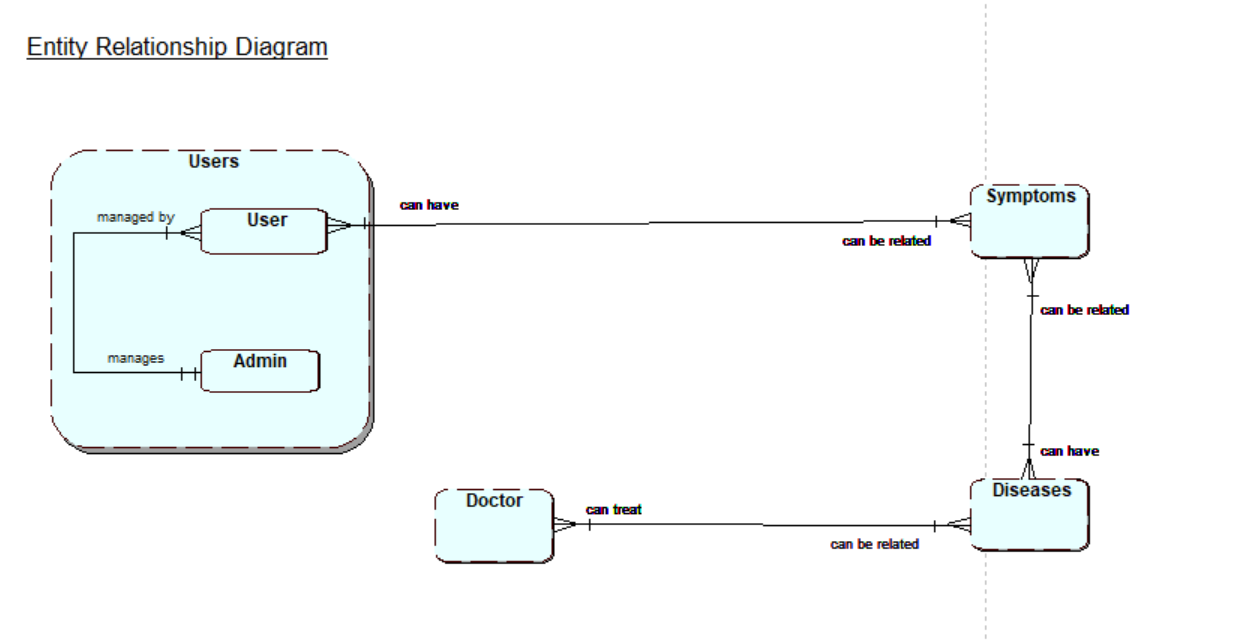 Entity Relationship Diagram
Users
managed by
User
can have
Symptoms
can be related
can be related
manages
Admin
can have
Doctor
can treat
Diseases
can be related